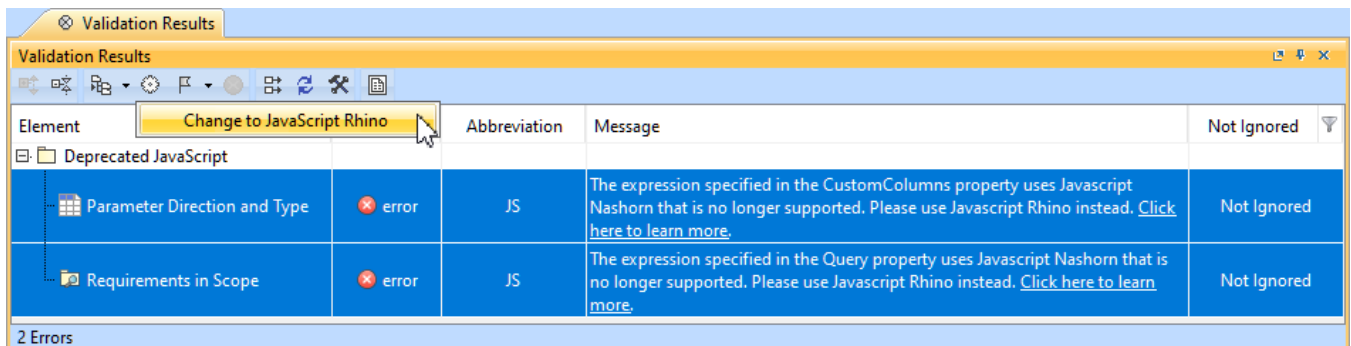 Validation Results
Validation Results
Change to JavaScript Rhino
Element
Abbreviation
Message
Not Ignored
Deprecated JavaScript
Parameter Direction and Type
error
JS
The expression specified in the CustomColumns property uses Javascript
Nashorn that is no longer supported. Please use Javascript Rhino instead. Click
here to learn more.
Not Ignored
Requirements in Scope
error
JS
The expression specified in the Query property uses Javascript Nashorn that is
no longer supported. Please use Javascript Rhino instead. Click here to learn
more.
Not Ignored
2 Errors